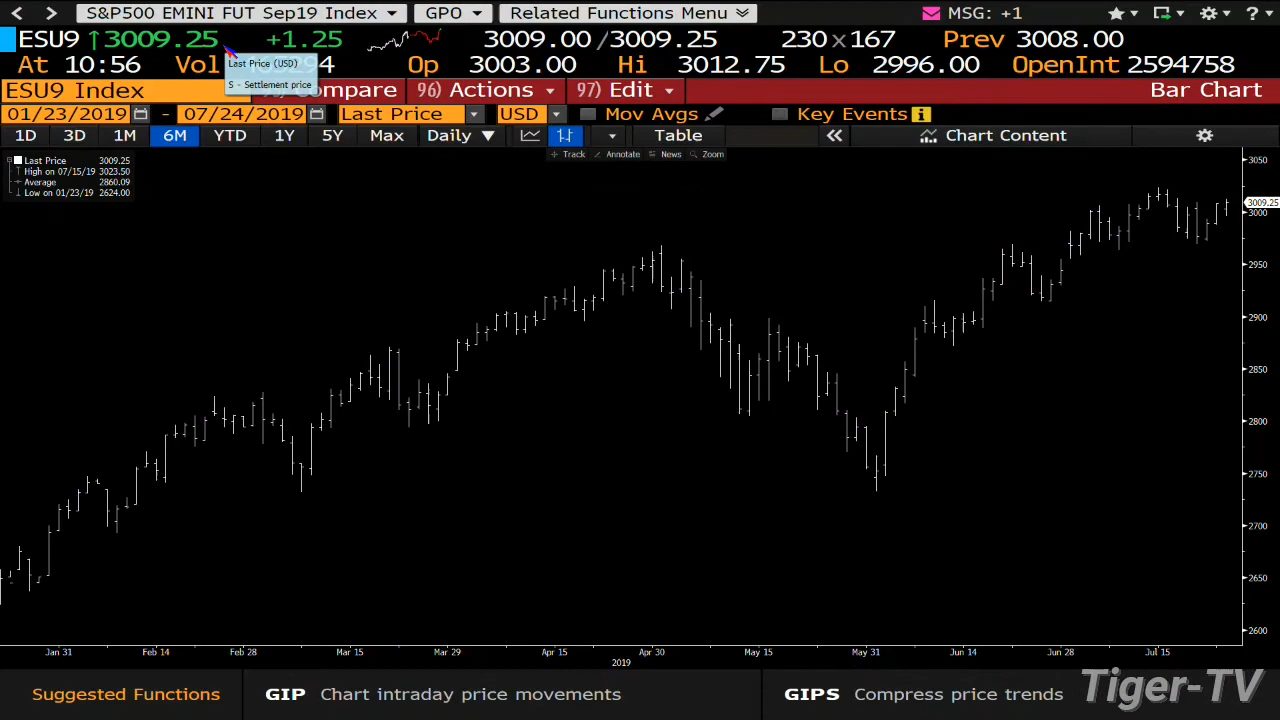 S&P500 EMINI FUT Sep19 Index GPO Related Functions Menu MSG: +1 ?
ESU9 ↑3009.25 +1.25 3009.00/3009.25 230×167 Prev 3008.00
At 10:56 Vol Op 3003.00 Hi 3012.75 Lo 2996.00 OpenInt 2594758
Last Price (USD)
S - Settlement price
ESU9 Index Compare 96) Actions 97) Edit Bar Chart
01/23/2019 - 07/24/2019 Last Price USD Mov Avgs Key Events i
1D 3D 1M 6M YTD 1Y 5Y Max Daily ▼ Table « Chart Content
Track Annotate News Zoom
Last Price 3009.25
High on 07/15/19 3023.50
Average 2860.09
Low on 01/23/19 2624.00
3050
3009.25
3000
2950
2900
2850
2800
2750
2700
2650
2600
Jan 31 Feb 14 Feb 28 Mar 15 Mar 29 Apr 15 Apr 30 May 15 May 31 Jun 14 Jun 28 Jul 15
2019
Suggested Functions GIP Chart intraday price movements GIPS Compress price trends
Tiger-TV